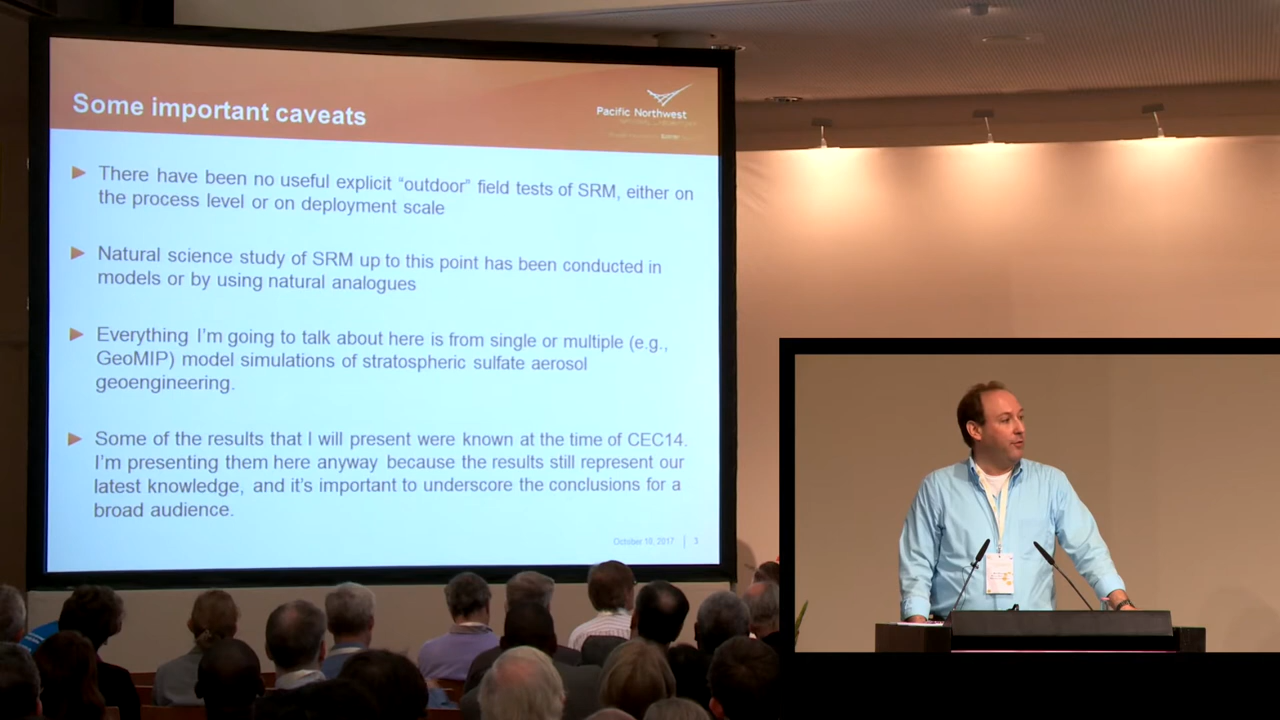 Some important caveats
Pacific Northwest
There have been no useful explicit “outdoor” field tests of SRM, either on
the process level or on deployment scale
Natural science study of SRM up to this point has been conducted in
models or by using natural analogues
Everything I’m going to talk about here is from single or multiple (e.g.,
GeoMIP) model simulations of stratospheric sulfate aerosol
geoengineering.
Some of the results that I will present were known at the time of CEC14.
I’m presenting them here anyway because the results still represent our
latest knowledge, and it’s important to underscore the conclusions for a
broad audience.
October 10, 2017 | 3